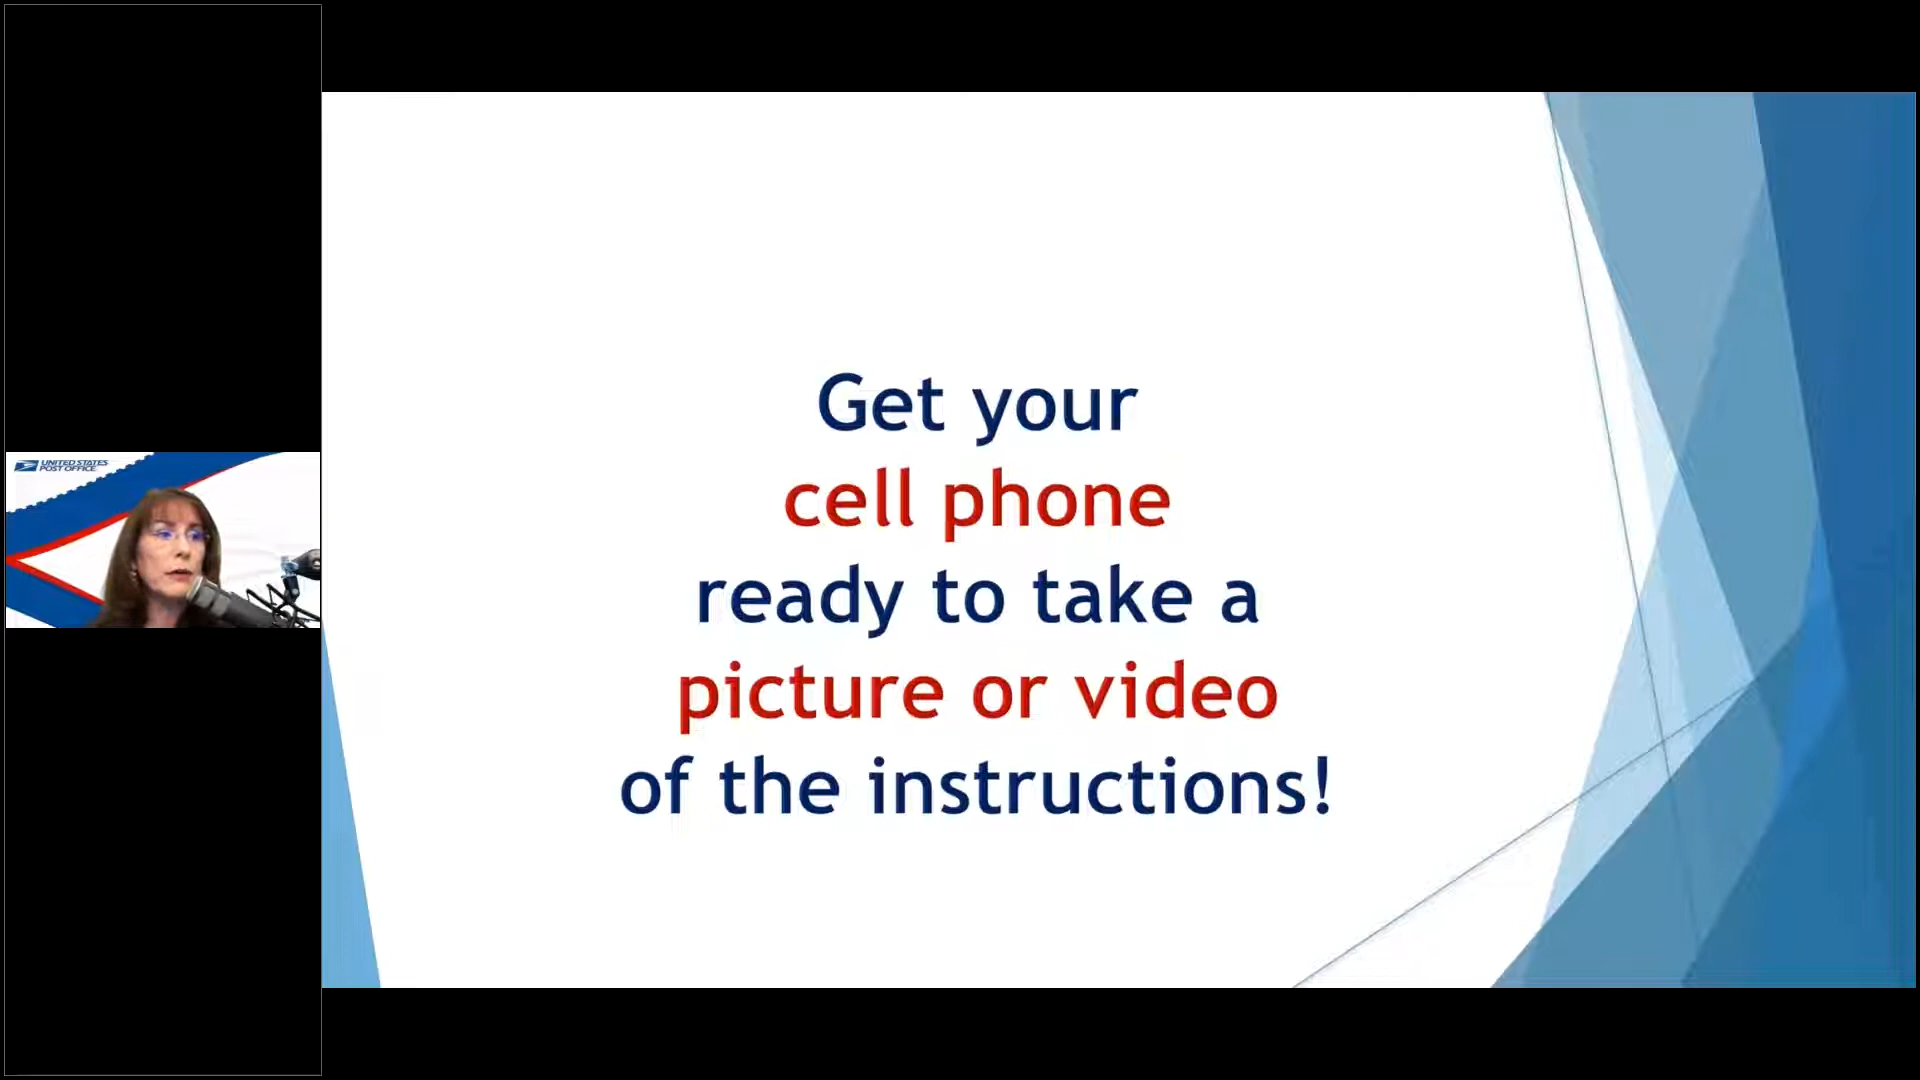 UNITED STATES
POST OFFICE
Get your
cell phone
ready to take a
picture or video
of the instructions!